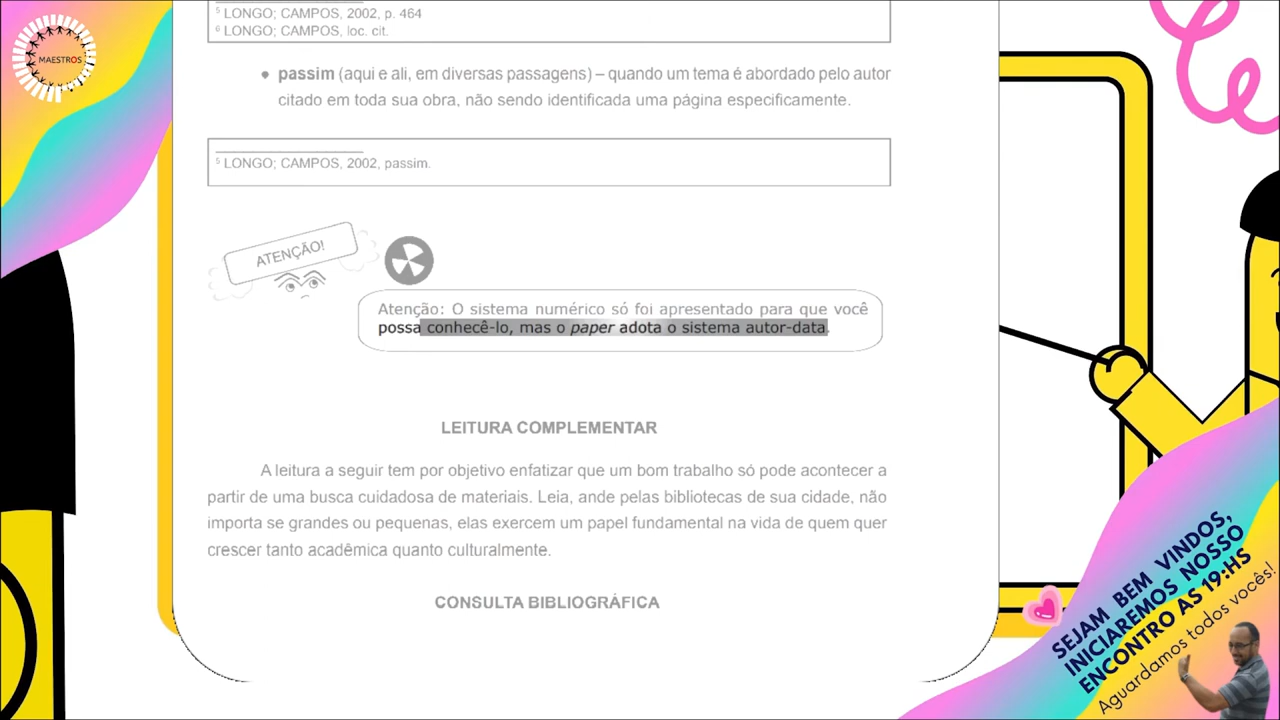 MAESTROS
⁵ LONGO; CAMPOS, 2002, p. 464
⁶ LONGO; CAMPOS, loc. cit.
• passim (aqui e ali, em diversas passagens) – quando um tema é abordado pelo autor
citado em toda sua obra, não sendo identificada uma página especificamente.
⁵ LONGO; CAMPOS, 2002, passim.
ATENÇÃO!
Atenção: O sistema numérico só foi apresentado para que você
possa conhecê-lo, mas o paper adota o sistema autor-data.
LEITURA COMPLEMENTAR
A leitura a seguir tem por objetivo enfatizar que um bom trabalho só pode acontecer a
partir de uma busca cuidadosa de materiais. Leia, ande pelas bibliotecas de sua cidade, não
importa se grandes ou pequenas, elas exercem um papel fundamental na vida de quem quer
crescer tanto acadêmica quanto culturalmente.
CONSULTA BIBLIOGRÁFICA
SEJAM BEM VINDOS,
INICIAREMOS NOSSO
ENCONTRO AS 19:HS
Aguardamos todos vocês!